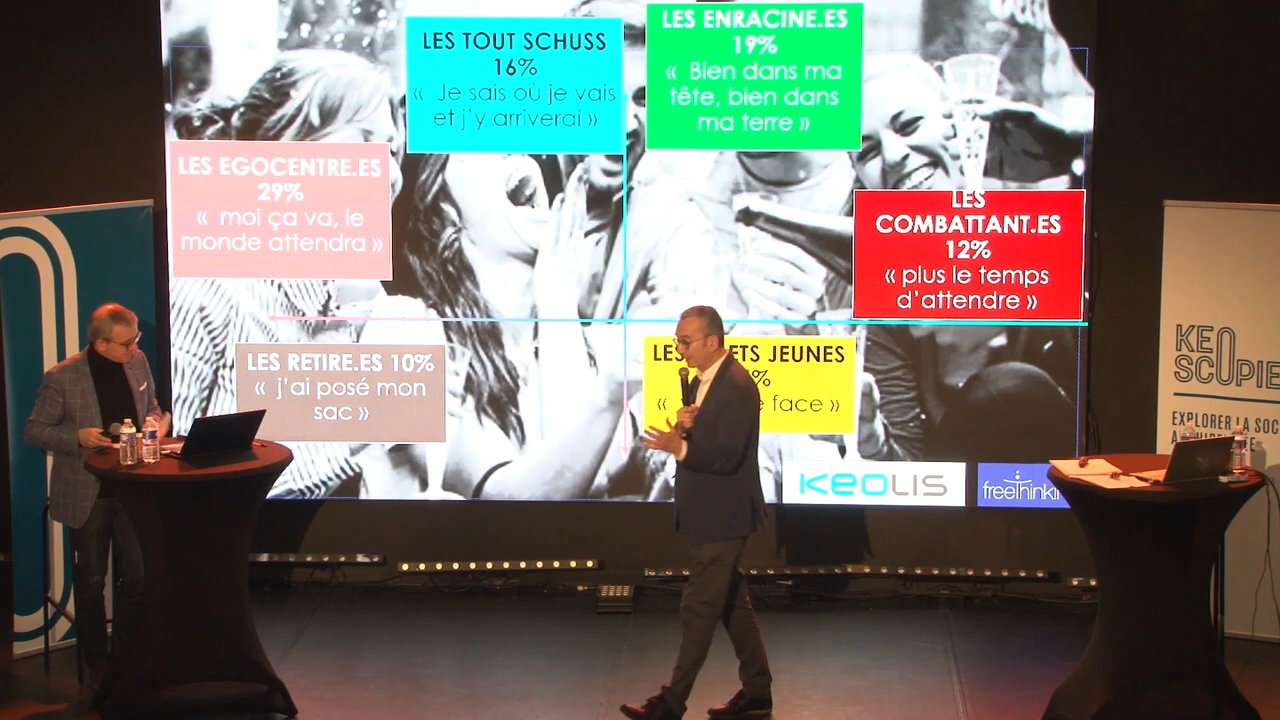 LES TOUT SCHUSS
16%
« Je sais où je vais
et j'y arriverai »
LES ENRACINE.ES
19%
« Bien dans ma
tête, bien dans
ma terre »
LES EGOCENTRE.ES
29%
« moi ça va, le
monde attendra »
LES
COMBATTANT.ES
12%
« plus le temps
d'attendre »
LES RETIRE.ES 10%
« j'ai posé mon
sac »
JEUNES
%
« face »
KEOLIS
KEO
SCOPIE
EXPLORER LA